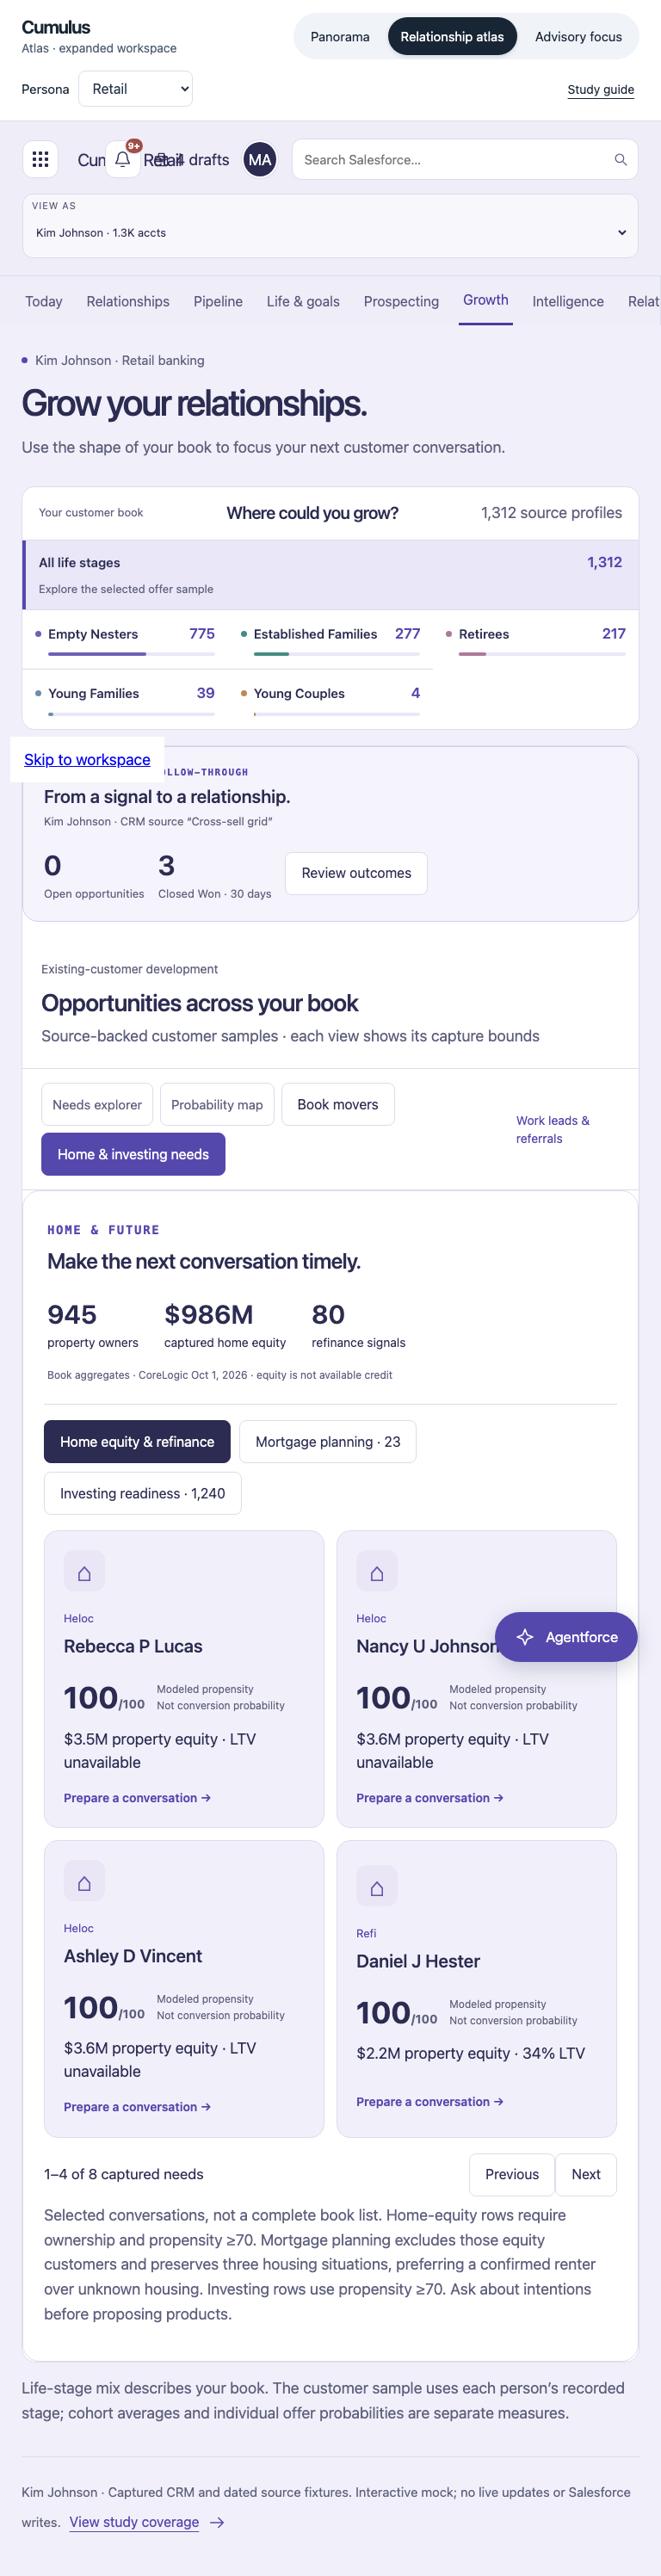 Cumulus
Atlas · expanded workspace
Panorama
Relationship atlas
Advisory focus
Persona
Retail
Study guide
9+
Retail
4 drafts
MA
Search Salesforce...
VIEW AS
Kim Johnson · 1.3K accts
Today
Relationships
Pipeline
Life & goals
Prospecting
Growth
Intelligence
Relat
Kim Johnson · Retail banking
Grow your relationships.
Use the shape of your book to focus your next customer conversation.
Your customer book
Where could you grow?
1,312 source profiles
All life stages
1,312
Explore the selected offer sample
Empty Nesters
775
Established Families
277
Retirees
217
Young Families
39
Young Couples
4
Skip to workspace
LLOW-THROUGH
From a signal to a relationship.
Kim Johnson · CRM source “Cross-sell grid”
0
Open opportunities
3
Closed Won · 30 days
Review outcomes
Existing-customer development
Opportunities across your book
Source-backed customer samples · each view shows its capture bounds
Needs explorer
Probability map
Book movers
Home & investing needs
Work leads &
referrals
HOME & FUTURE
Make the next conversation timely.
945
property owners
$986M
captured home equity
80
refinance signals
Book aggregates · CoreLogic Oct 1, 2026 · equity is not available credit
Home equity & refinance
Mortgage planning · 23
Investing readiness · 1,240
Heloc
Rebecca P Lucas
100/100
Modeled propensity
Not conversion probability
$3.5M property equity · LTV
unavailable
Prepare a conversation →
Heloc
Nancy U Johnson
Agentforce
100/100
Modeled propensity
Not conversion probability
$3.6M property equity · LTV
unavailable
Prepare a conversation →
Heloc
Ashley D Vincent
100/100
Modeled propensity
Not conversion probability
$3.6M property equity · LTV
unavailable
Prepare a conversation →
Refi
Daniel J Hester
100/100
Modeled propensity
Not conversion probability
$2.2M property equity · 34% LTV
Prepare a conversation →
1–4 of 8 captured needs
Previous
Next
Selected conversations, not a complete book list. Home-equity rows require
ownership and propensity ≥70. Mortgage planning excludes those equity
customers and preserves three housing situations, preferring a confirmed renter
over unknown housing. Investing rows use propensity ≥70. Ask about intentions
before proposing products.
Life-stage mix describes your book. The customer sample uses each person’s recorded
stage; cohort averages and individual offer probabilities are separate measures.
Kim Johnson · Captured CRM and dated source fixtures. Interactive mock; no live updates or Salesforce
writes. View study coverage →